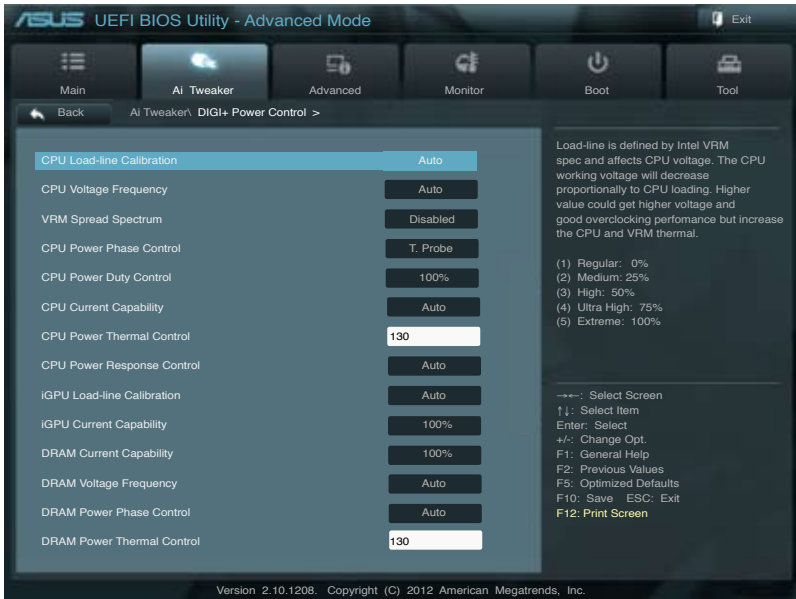 ASUS UEFI BIOS Utility - Advanced Mode
Exit
Main
Ai Tweaker
Advanced
Monitor
Boot
Tool
Back
Ai Tweaker\ DIGI+ Power Control >
CPU Load-line Calibration Auto
CPU Voltage Frequency Auto
VRM Spread Spectrum Disabled
CPU Power Phase Control T. Probe
CPU Power Duty Control 100%
CPU Current Capability Auto
CPU Power Thermal Control 130
CPU Power Response Control Auto
iGPU Load-line Calibration Auto
iGPU Current Capability 100%
DRAM Current Capability 100%
DRAM Voltage Frequency Auto
DRAM Power Phase Control Auto
DRAM Power Thermal Control 130
Load-line is defined by Intel VRM
spec and affects CPU voltage. The CPU
working voltage will decrease
proportionally to CPU loading. Higher
value could get higher voltage and
good overclocking perfomance but increase
the CPU and VRM thermal.
(1) Regular: 0%
(2) Medium: 25%
(3) High: 50%
(4) Ultra High: 75%
(5) Extreme: 100%
→←: Select Screen
↑↓: Select Item
Enter: Select
+/-: Change Opt.
F1: General Help
F2: Previous Values
F5: Optimized Defaults
F10: Save ESC: Exit
F12: Print Screen
Version 2.10.1208. Copyright (C) 2012 American Megatrends, Inc.